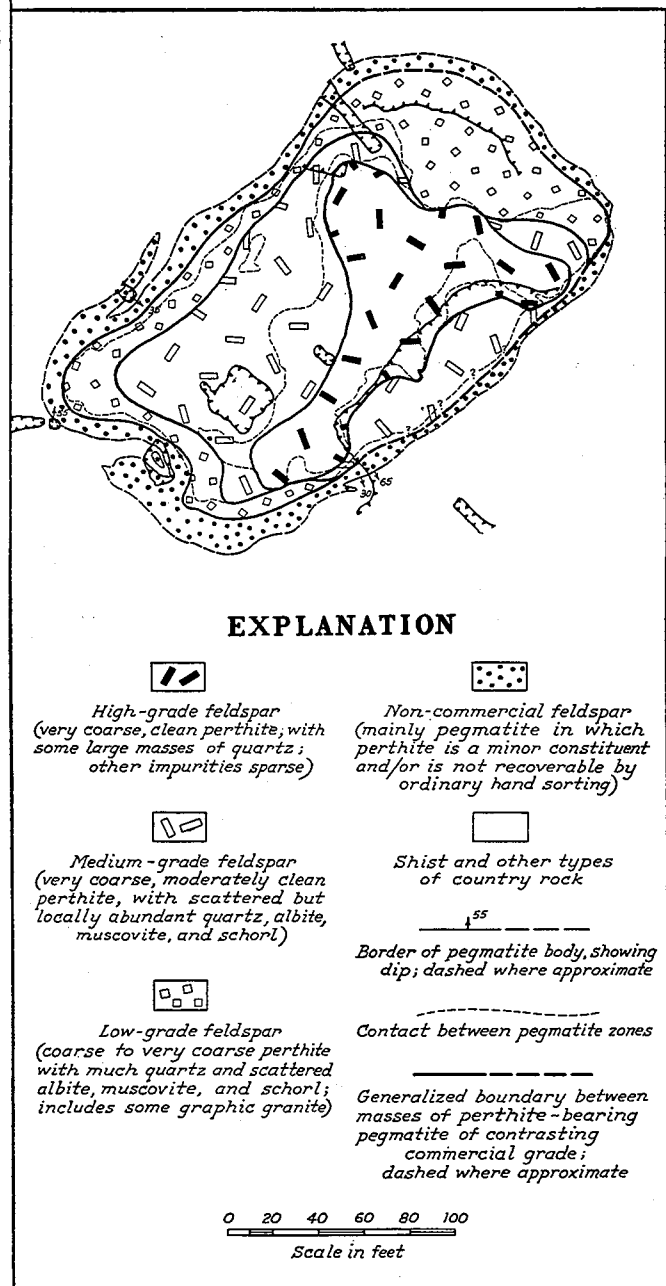 35
55
65
30
?
?
?
?
EXPLANATION
High-grade feldspar
(very coarse, clean perthite, with
some large masses of quartz;
other impurities sparse)
Medium-grade feldspar
(very coarse, moderately clean
perthite, with scattered but
locally abundant quartz, albite,
muscovite, and schorl)
Low-grade feldspar
(coarse to very coarse perthite
with much quartz and scattered
albite, muscovite, and schorl;
includes some graphic granite)
Non-commercial feldspar
(mainly pegmatite in which
perthite is a minor constituent
and/or is not recoverable by
ordinary hand sorting)
Shist and other types
of country rock
55
Border of pegmatite body, showing
dip; dashed where approximate
Contact between pegmatite zones
Generalized boundary between
masses of perthite-bearing
pegmatite of contrasting
commercial grade;
dashed where approximate
0 20 40 60 80 100
Scale in feet